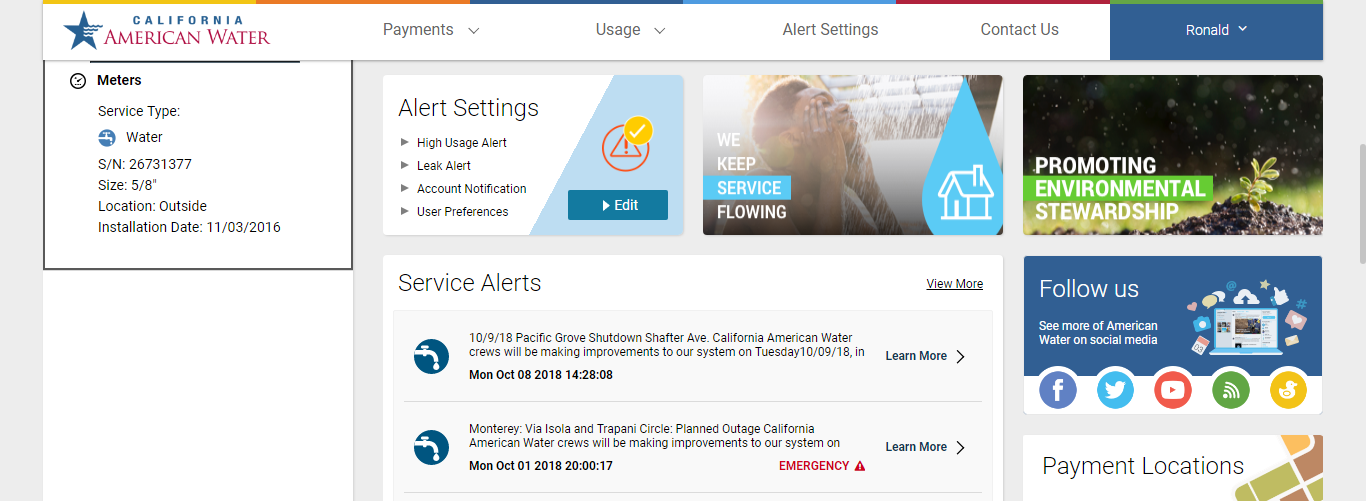 CALIFORNIA
AMERICAN WATER
Payments
Usage
Alert Settings
Contact Us
Ronald
Meters
Service Type:
Water
S/N: 26731377
Size: 5/8"
Location: Outside
Installation Date: 11/03/2016
Alert Settings
High Usage Alert
Leak Alert
Account Notification
User Preferences
Edit
WE
KEEP
SERVICE
FLOWING
PROMOTING
ENVIRONMENTAL
STEWARDSHIP
Service Alerts
View More
10/9/18 Pacific Grove Shutdown Shafter Ave. California American Water
crews will be making improvements to our system on Tuesday10/09/18, in
Mon Oct 08 2018 14:28:08
Learn More
Monterey: Via Isola and Trapani Circle: Planned Outage California
American Water crews will be making improvements to our system on
Mon Oct 01 2018 20:00:17
EMERGENCY
Learn More
Follow us
See more of American
Water on social media
Payment Locations